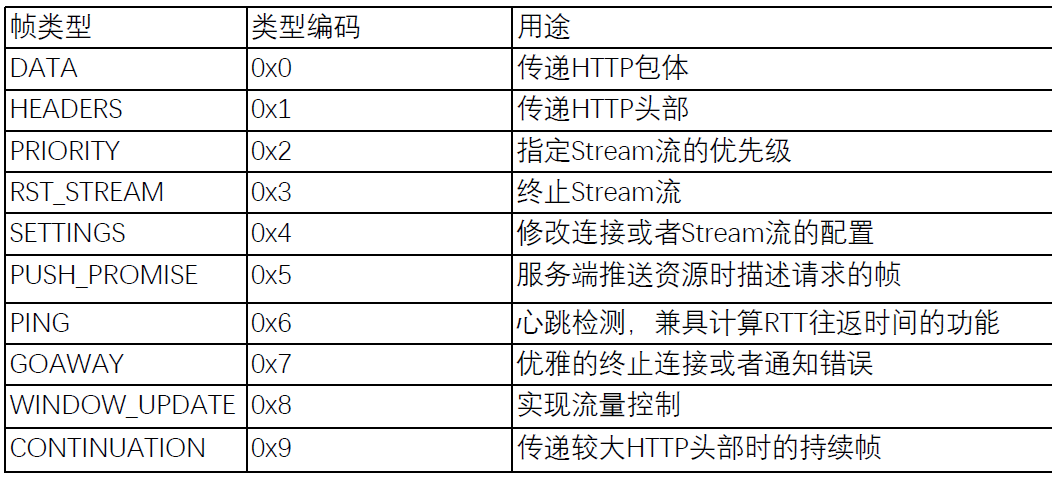 帧类型 类型编码 用途
DATA 0x0 传递HTTP包体
HEADERS 0x1 传递HTTP头部
PRIORITY 0x2 指定Stream流的优先级
RST_STREAM 0x3 终止Stream流
SETTINGS 0x4 修改连接或者Stream流的配置
PUSH_PROMISE 0x5 服务端推送资源时描述请求的帧
PING 0x6 心跳检测，兼具计算RTT往返时间的功能
GOAWAY 0x7 优雅的终止连接或者通知错误
WINDOW_UPDATE 0x8 实现流量控制
CONTINUATION 0x9 传递较大HTTP头部时的持续帧